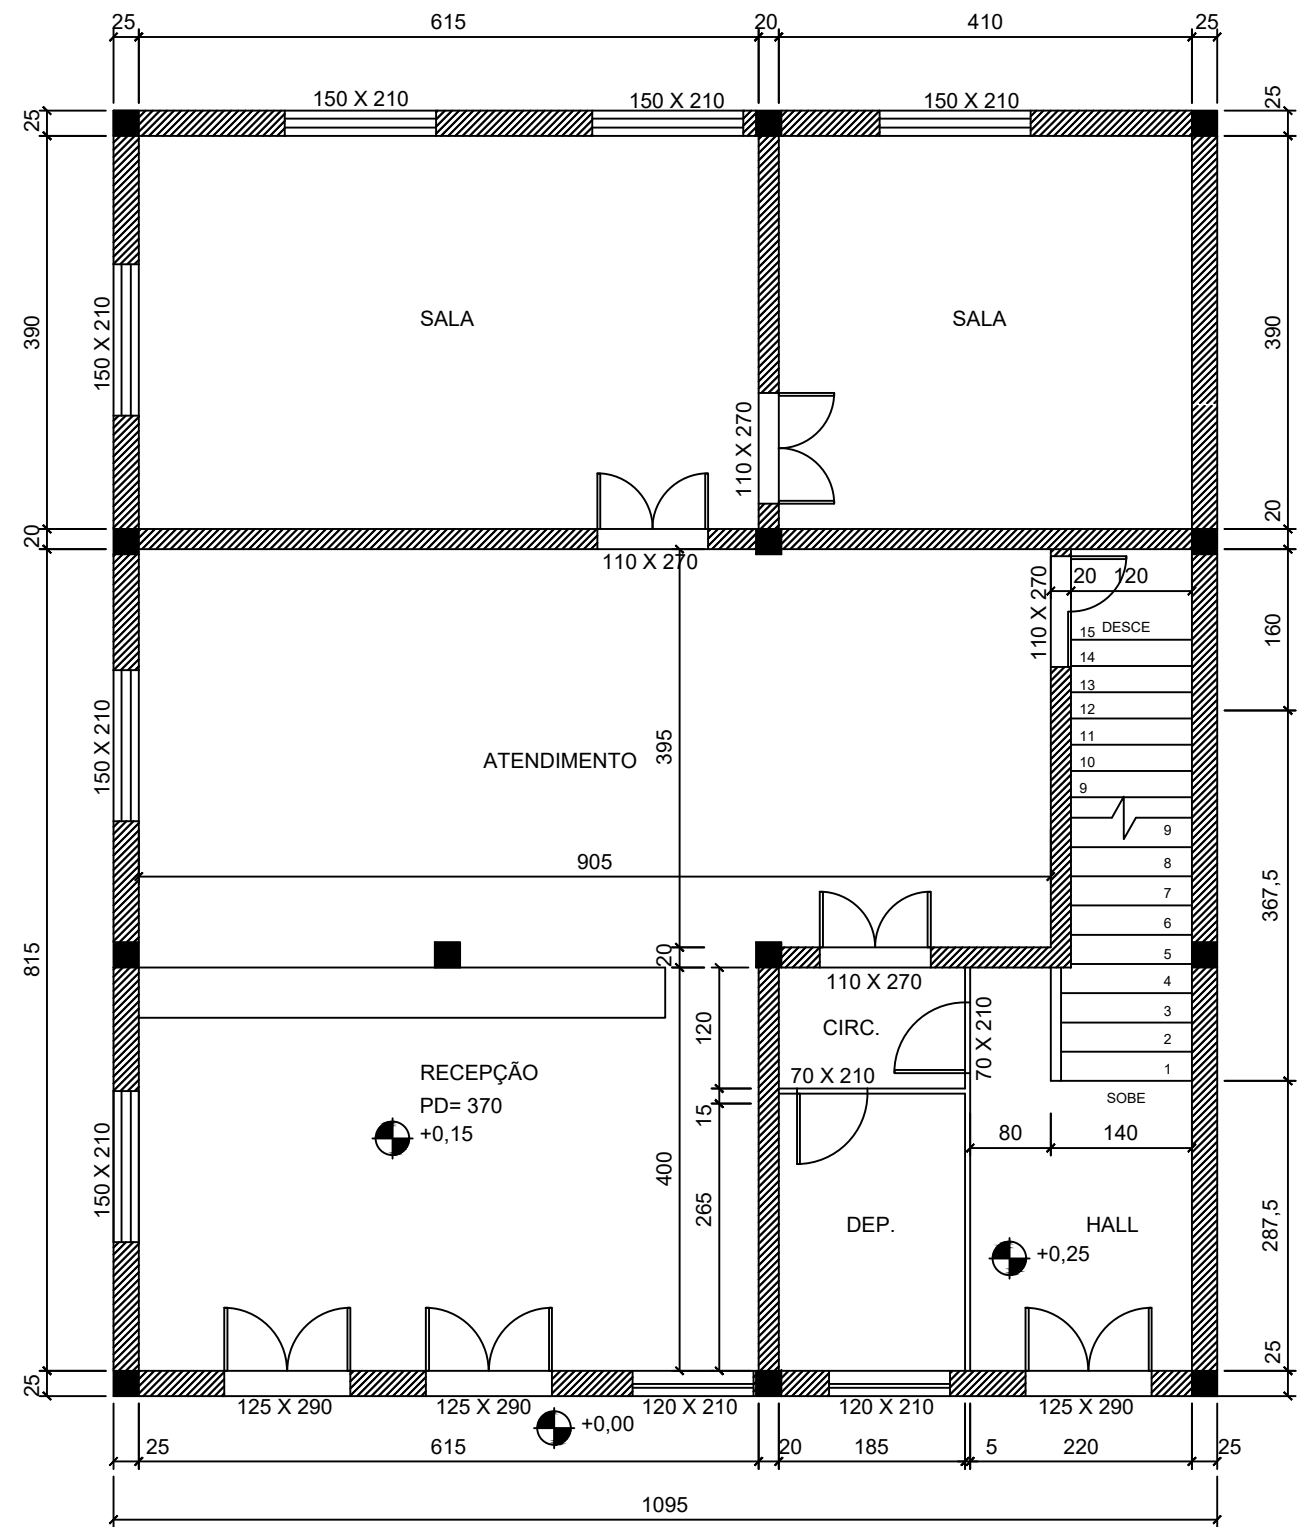 25 615 20 410 25
150 X 210 150 X 210 150 X 210
25 25
390 150 X 210 SALA SALA 390
110 X 270
20 20
110 X 270
110 X 270 20 120 160
15 DESCE
14
13
12
11
10
9
150 X 210 ATENDIMENTO 395
9
8
7
6
5
4
3
2
1
905 367,5
815 20
110 X 270
120 CIRC. 70 X 210
RECEPÇÃO 70 X 210
PD= 370 SOBE
+0,15 15 80 140
150 X 210 400 265 DEP. HALL 287,5
+0,25
25 25
125 X 290 125 X 290 120 X 210 120 X 210 125 X 290
+0,00
25 615 20 185 5 220 25
1095